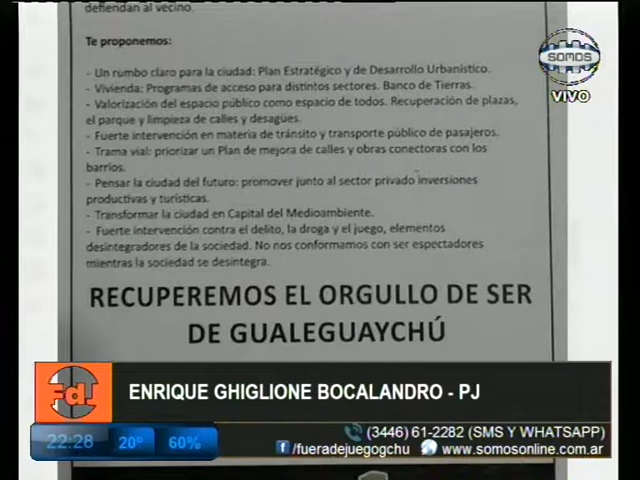 defiendan al vecino.
Te proponemos:
- Un rumbo claro para la ciudad: Plan Estratégico y de Desarrollo Urbanístico.
- Vivienda: Programas de acceso para distintos sectores. Banco de Tierras.
- Valorización del espacio público como espacio de todos. Recuperación de plazas,
el parque y limpieza de calles y desagües.
- Fuerte intervención en materia de tránsito y transporte público de pasajeros.
- Trama vial: priorizar un Plan de mejora de calles y obras conectoras con los
barrios.
- Pensar la ciudad del futuro: promover junto al sector privado inversiones
productivas y turísticas.
- Transformar la ciudad en Capital del Medioambiente.
- Fuerte intervención contra el delito, la droga y el juego, elementos
desintegradores de la sociedad. No nos conformamos con ser espectadores
mientras la sociedad se desintegra.
RECUPEREMOS EL ORGULLO DE SER
DE GUALEGUAYCHÚ
SOMOS
VIVO
FdJ
ENRIQUE GHIGLIONE BOCALANDRO - PJ
(3446) 61-2282 (SMS Y WHATSAPP)
22:28 20º 60%
f /fueradejuegogchu www.somosonline.com.ar